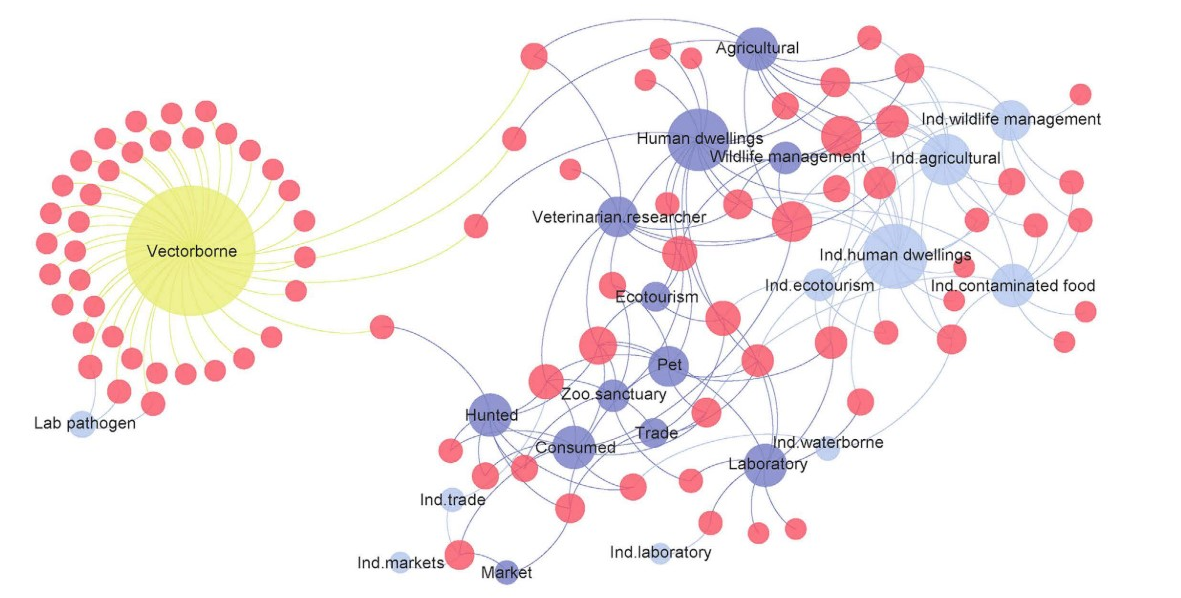 Agricultural
Ind.wildlife management
Human dwellings
Wildlife management
Ind.agricultural
Veterinarian.researcher
Vectorborne
Ind.human dwellings
Ind.ecotourism
Ind.contaminated food
Ecotourism
Pet
Zoo.sanctuary
Hunted
Lab pathogen
Trade
Consumed
Ind.waterborne
Laboratory
Ind.trade
Ind.laboratory
Ind.markets
Market